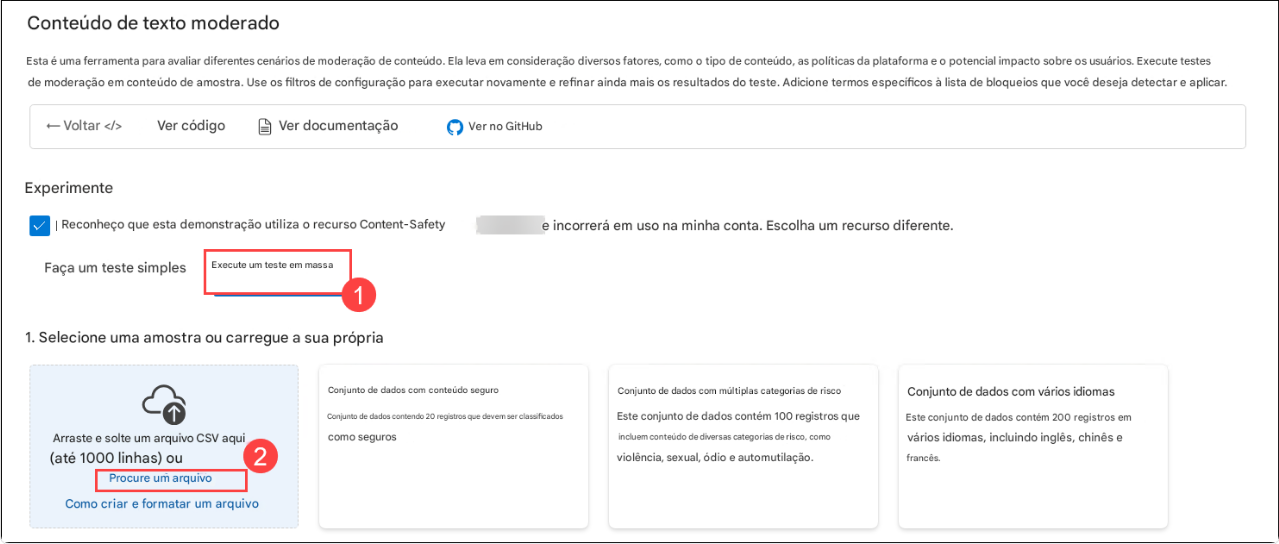 Conteúdo de texto moderado
Esta é uma ferramenta para avaliar diferentes cenários de moderação de conteúdo. Ela leva em consideração diversos fatores, como o tipo de conteúdo, as políticas da plataforma e o potencial impacto sobre os usuários. Execute testes
de moderação em conteúdo de amostra. Use os filtros de configuração para executar novamente e refinar ainda mais os resultados do teste. Adicione termos específicos à lista de bloqueios que você deseja detectar e aplicar.
← Voltar </> Ver código Ver documentação Ver no GitHub
Experimente
| Reconheço que esta demonstração utiliza o recurso Content-Safety e incorrerá em uso na minha conta. Escolha um recurso diferente.
Faça um teste simples Execute um teste em massa
1
1. Selecione uma amostra ou carregue a sua própria
Arraste e solte um arquivo CSV aqui
(até 1000 linhas) ou
2
Procure um arquivo
Como criar e formatar um arquivo
Conjunto de dados com conteúdo seguro
Conjunto de dados contendo 20 registros que devem ser classificados
como seguros
Conjunto de dados com múltiplas categorias de risco
Este conjunto de dados contém 100 registros que
incluem conteúdo de diversas categorias de risco, como
violência, sexual, ódio e automutilação.
Conjunto de dados com vários idiomas
Este conjunto de dados contém 200 registros em
vários idiomas, incluindo inglês, chinês e
francês.